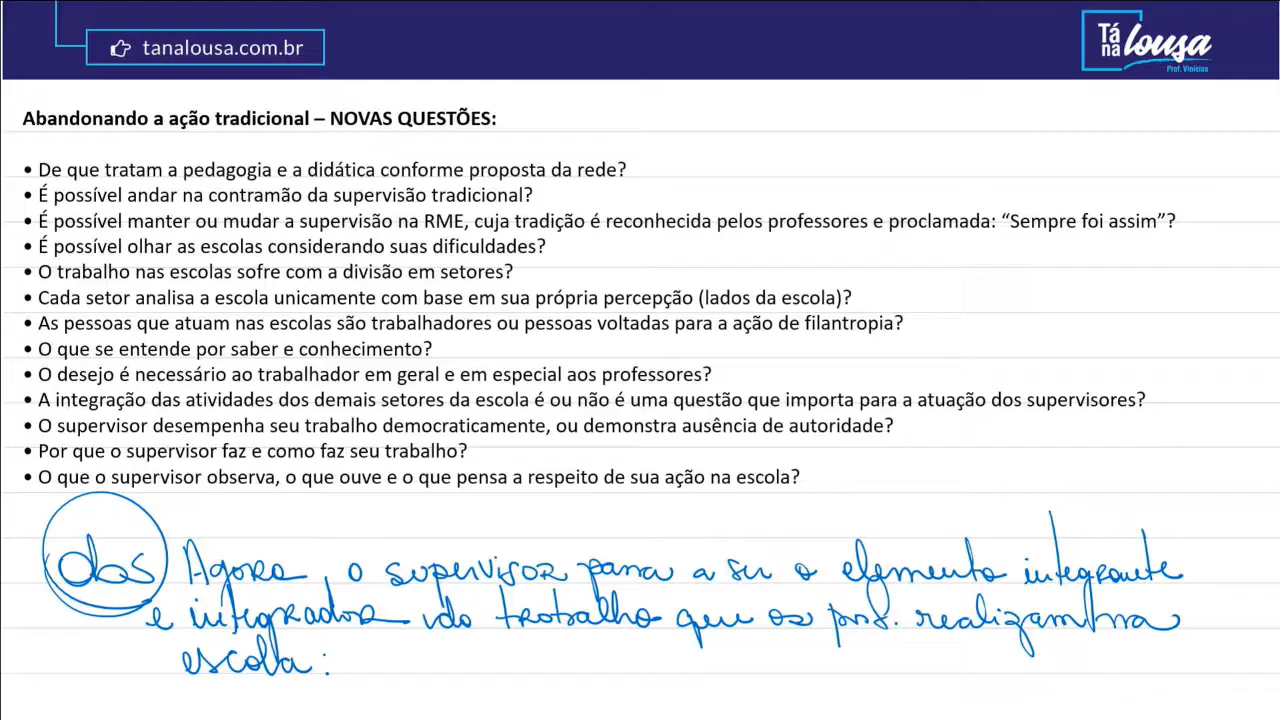 tanalousa.com.br
Tá na lousa
Prof. Vinícius
Abandonando a ação tradicional – NOVAS QUESTÕES:
• De que tratam a pedagogia e a didática conforme proposta da rede?
• É possível andar na contramão da supervisão tradicional?
• É possível manter ou mudar a supervisão na RME, cuja tradição é reconhecida pelos professores e proclamada: “Sempre foi assim”?
• É possível olhar as escolas considerando suas dificuldades?
• O trabalho nas escolas sofre com a divisão em setores?
• Cada setor analisa a escola unicamente com base em sua própria percepção (lados da escola)?
• As pessoas que atuam nas escolas são trabalhadores ou pessoas voltadas para a ação de filantropia?
• O que se entende por saber e conhecimento?
• O desejo é necessário ao trabalhador em geral e em especial aos professores?
• A integração das atividades dos demais setores da escola é ou não é uma questão que importa para a atuação dos supervisores?
• O supervisor desempenha seu trabalho democraticamente, ou demonstra ausência de autoridade?
• Por que o supervisor faz e como faz seu trabalho?
• O que o supervisor observa, o que ouve e o que pensa a respeito de sua ação na escola?
obs Agora, o supervisor passa a ser o elemento integrante
e integrador do trabalho que os prof. realizam na
escola: